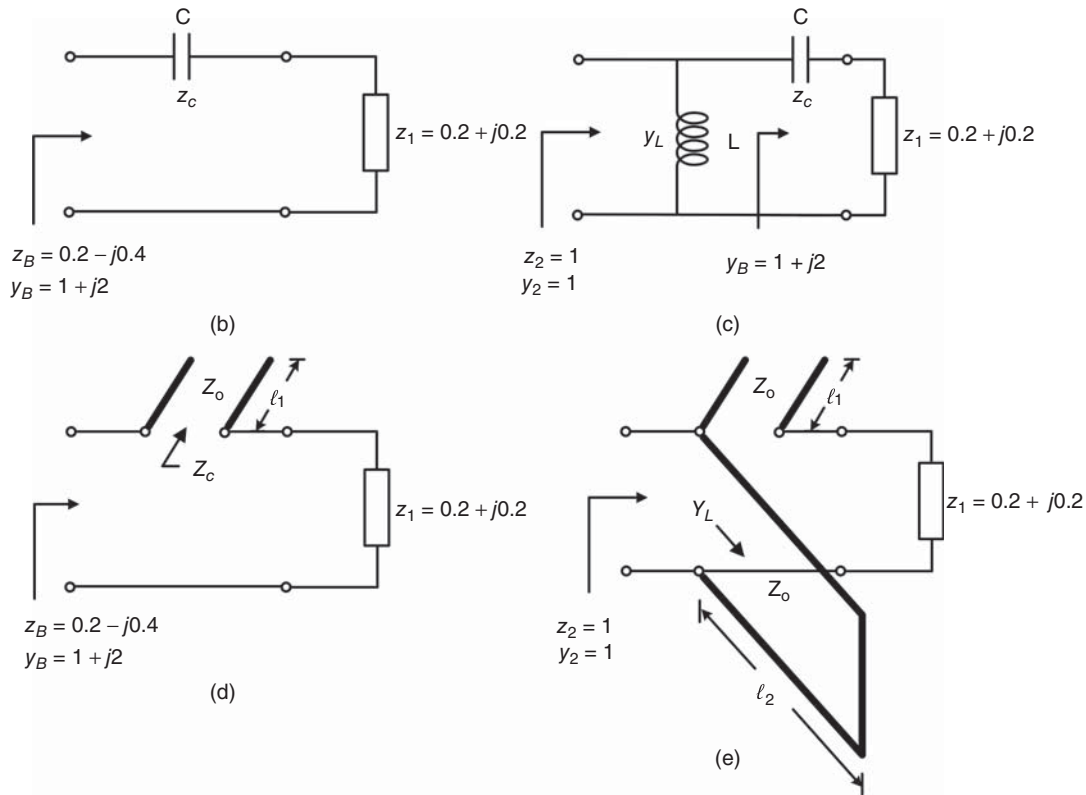 C
z_c
z_1 = 0.2 + j0.2
z_B = 0.2 − j0.4
y_B = 1 + j2
(b)
C
z_c
y_L
L
z_1 = 0.2 + j0.2
z_2 = 1
y_2 = 1
y_B = 1 + j2
(c)
Z_o
ℓ_1
Z_c
z_1 = 0.2 + j0.2
z_B = 0.2 − j0.4
y_B = 1 + j2
(d)
Z_o
ℓ_1
z_1 = 0.2 + j0.2
Y_L
Z_o
z_2 = 1
y_2 = 1
ℓ_2
(e)